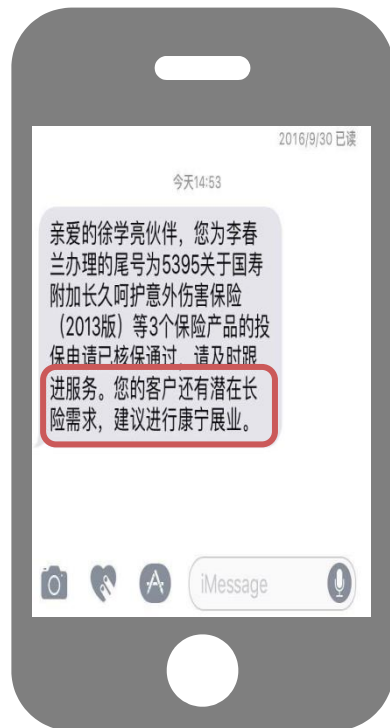 2016/9/30 已读
今天14:53
亲爱的徐学亮伙伴，您为李春
兰办理的尾号为5395关于国寿
附加长久呵护意外伤害保险
（2013版）等3个保险产品的投
保申请已核保通过，请及时跟
进服务。您的客户还有潜在长
险需求，建议进行康宁展业。
iMessage